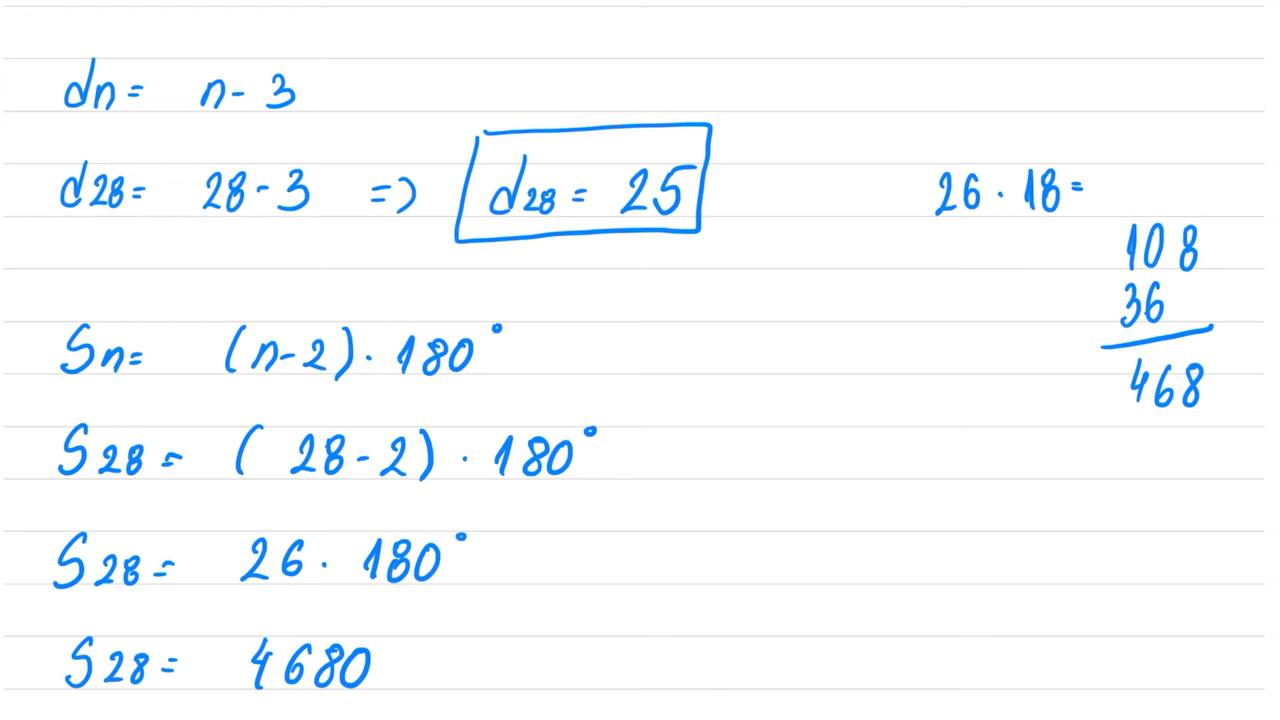 dn= n-3
d28= 28-3 => d28= 25
26·18=
108
36
468
Sn= (n-2)·180°
S28= (28-2)·180°
S28= 26·180°
S28= 4680